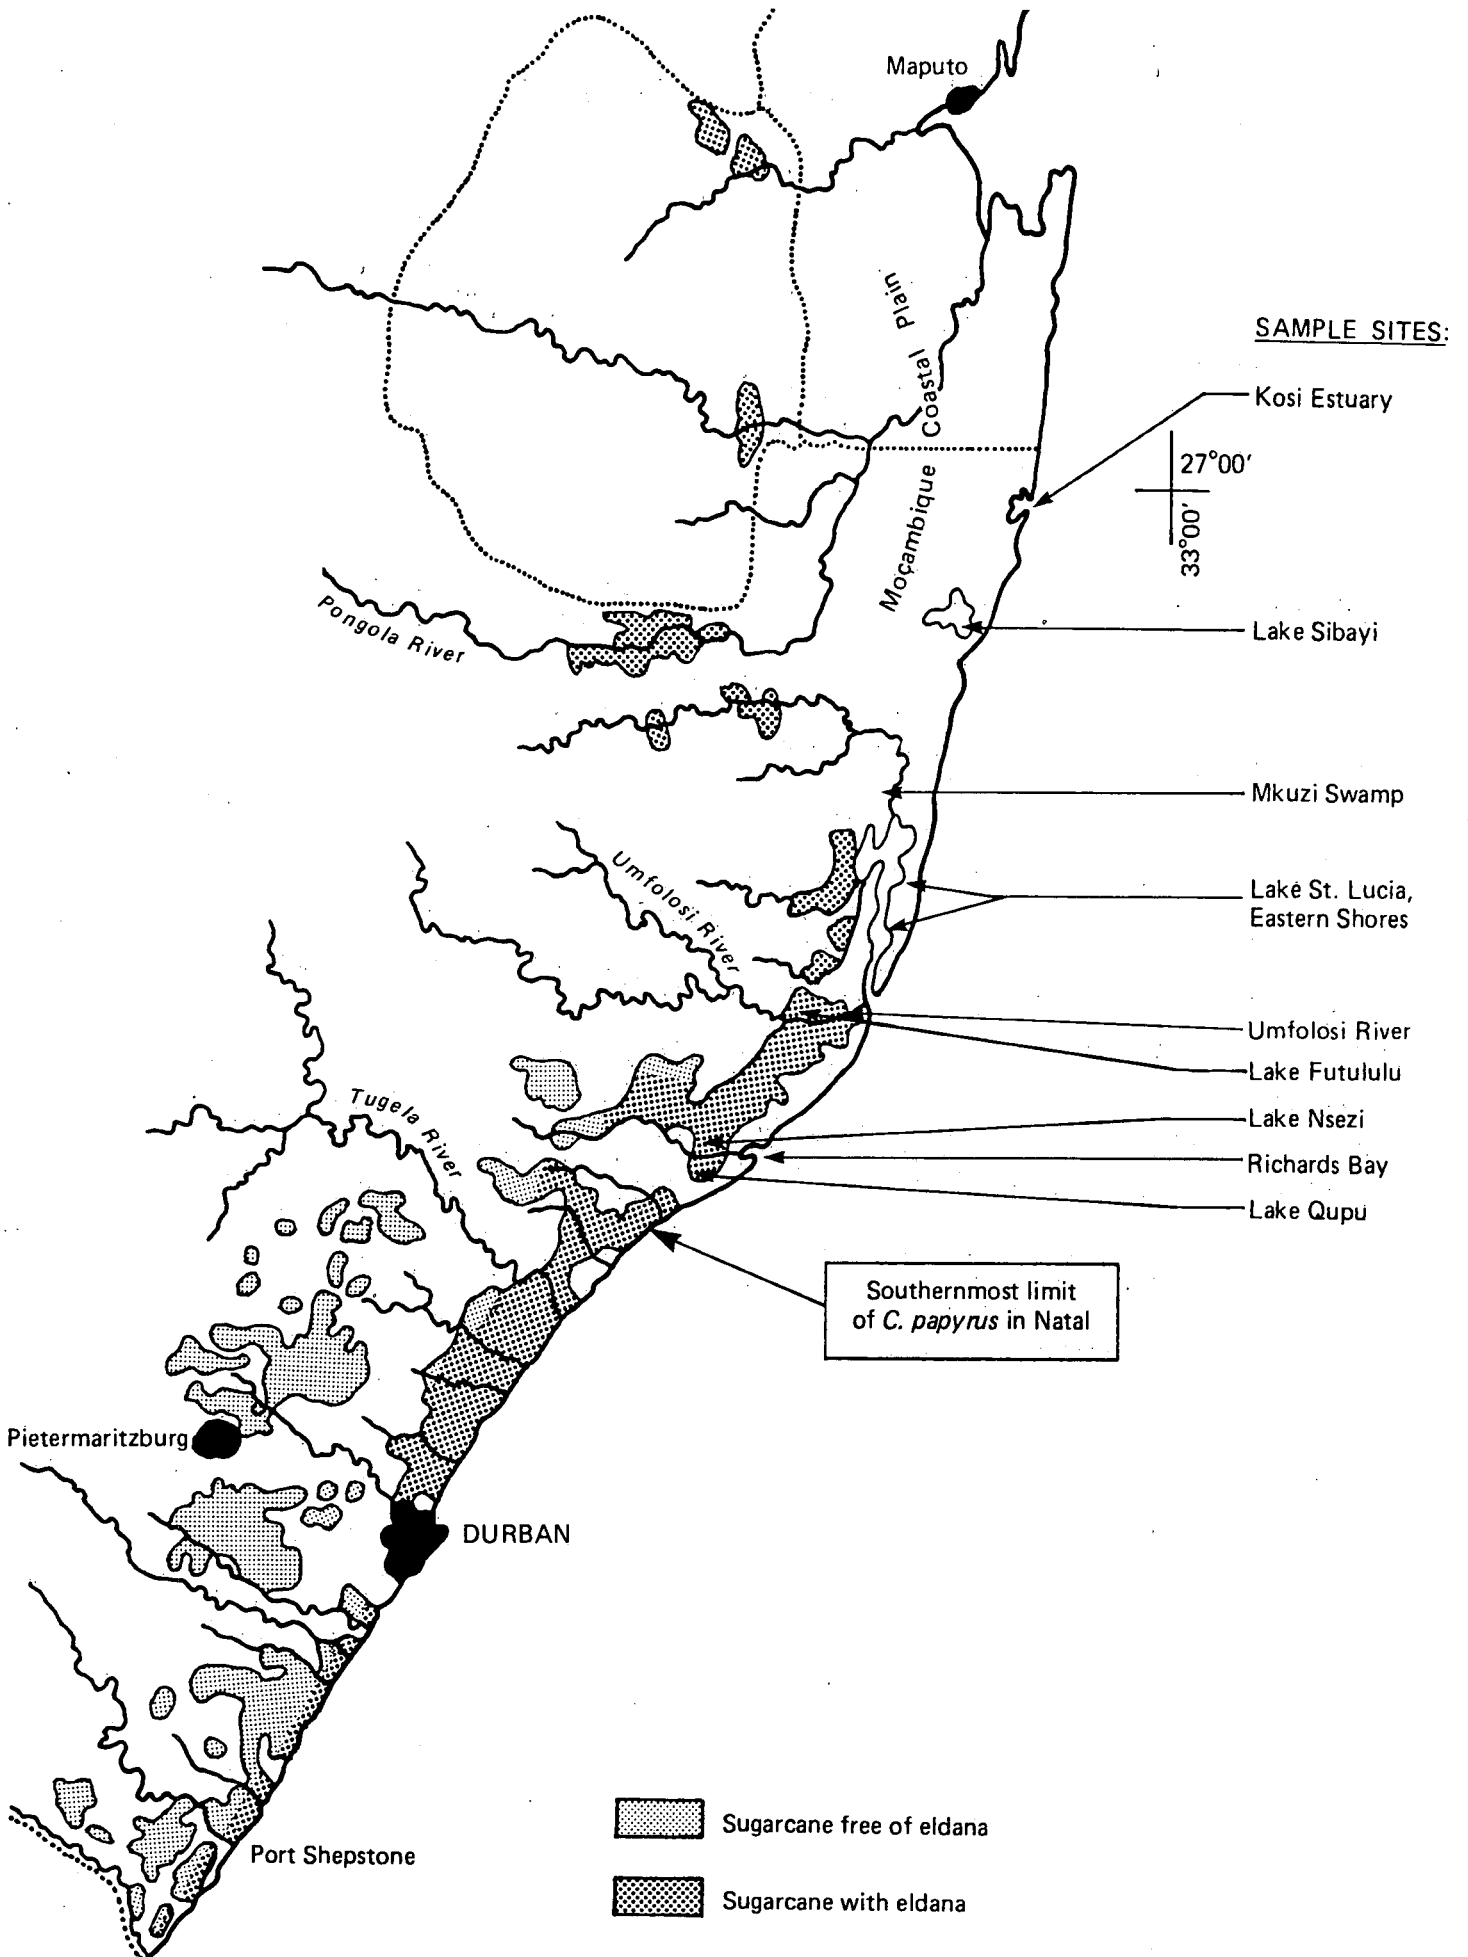 Maputo
Moçambique Coastal Plain
SAMPLE SITES:
Kosi Estuary
27°00'
33°00'
Lake Sibayi
Pongola River
Mkuzi Swamp
Umfolosi River
Lake St. Lucia,
Eastern Shores
Umfolosi River
Lake Futululu
Tugela River
Lake Nsezi
Richards Bay
Lake Qupu
Southernmost limit
of C. papyrus in Natal
Pietermaritzburg
DURBAN
Sugarcane free of eldana
Port Shepstone
Sugarcane with eldana